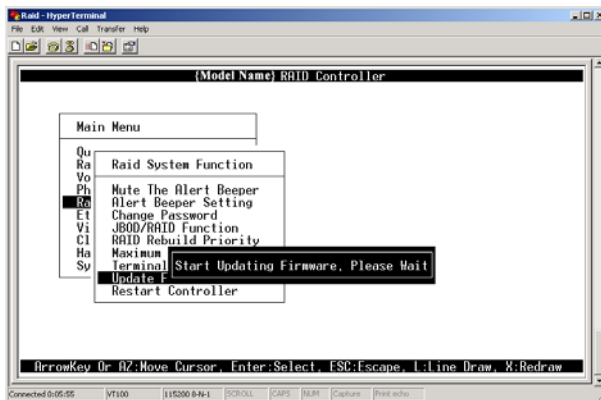 Raid - HyperTerminal
File Edit View Call Transfer Help
{Model Name} RAID Controller
Main Menu
Qu
Ra
Vo
Ph
Ra
Et
Vi
Cl
Ha
Sy
Raid System Function
Mute The Alert Beeper
Alert Beeper Setting
Change Password
JBOD/RAID Function
RAID Rebuild Priority
Maximum
Terminal
Update F
Restart Controller
Start Updating Firmware, Please Wait
ArrowKey Or AZ:Move Cursor, Enter:Select, ESC:Escape, L:Line Draw, X:Redraw
Connected 0:05:55 VT100 115200 8-N-1 SCROLL CAPS NUM Capture Print echo